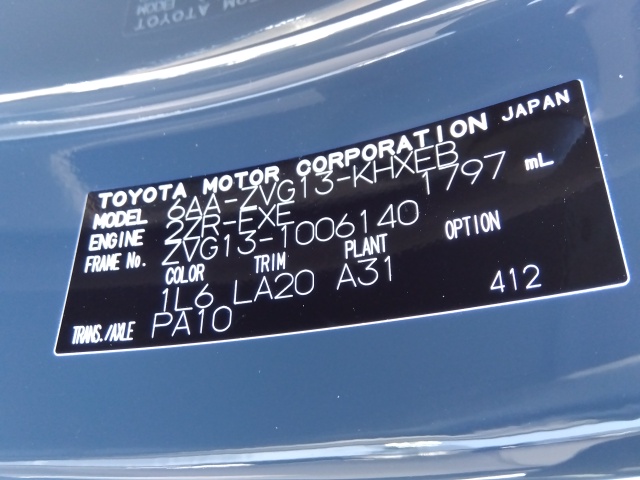 TOYOTA MOTOR CORPORATION JAPAN
MODEL 6AA-ZVG13-KHXEB
ENGINE 2ZR-FXE 1797 mL
FRAME No. ZVG13-1006140
COLOR TRIM PLANT OPTION
1L6 LA20 A31 412
TRANS./AXLE PA10